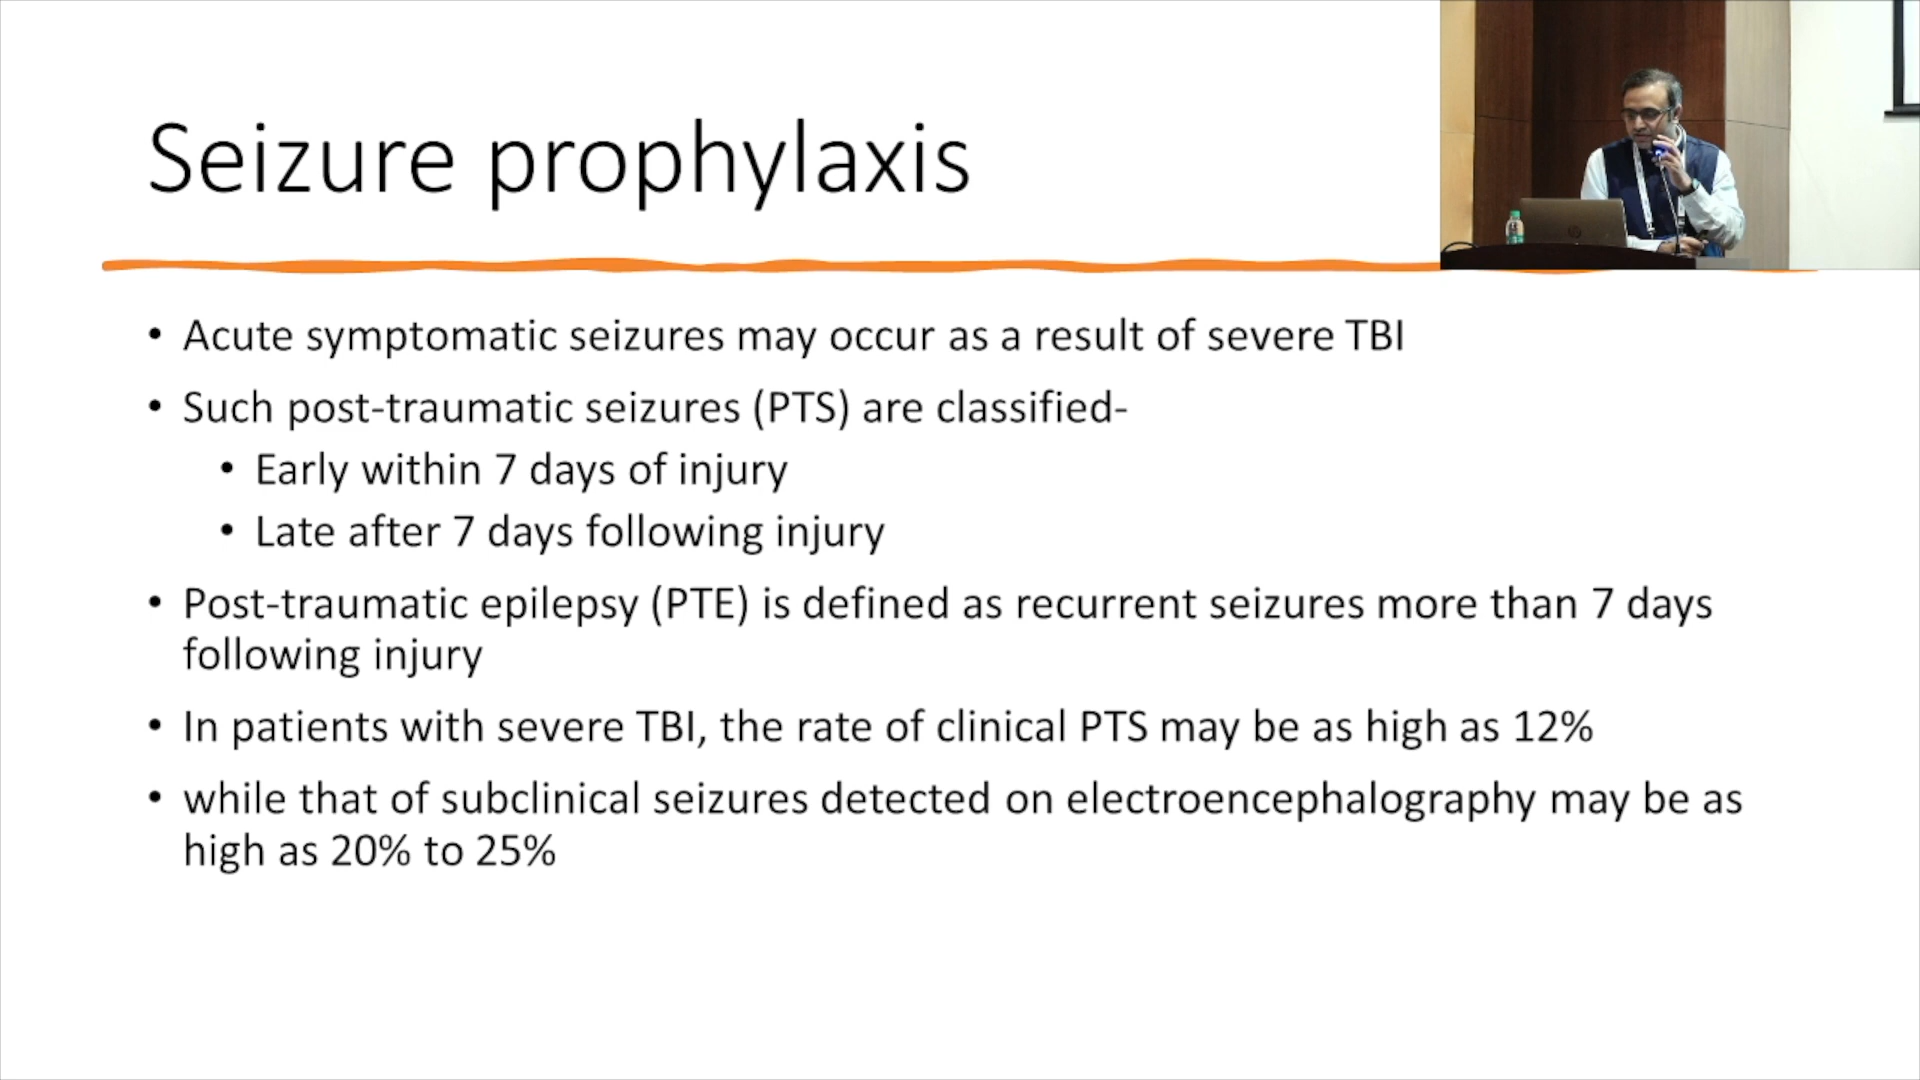 Seizure prophylaxis
• Acute symptomatic seizures may occur as a result of severe TBI
• Such post-traumatic seizures (PTS) are classified-
• Early within 7 days of injury
• Late after 7 days following injury
• Post-traumatic epilepsy (PTE) is defined as recurrent seizures more than 7 days
following injury
• In patients with severe TBI, the rate of clinical PTS may be as high as 12%
• while that of subclinical seizures detected on electroencephalography may be as
high as 20% to 25%